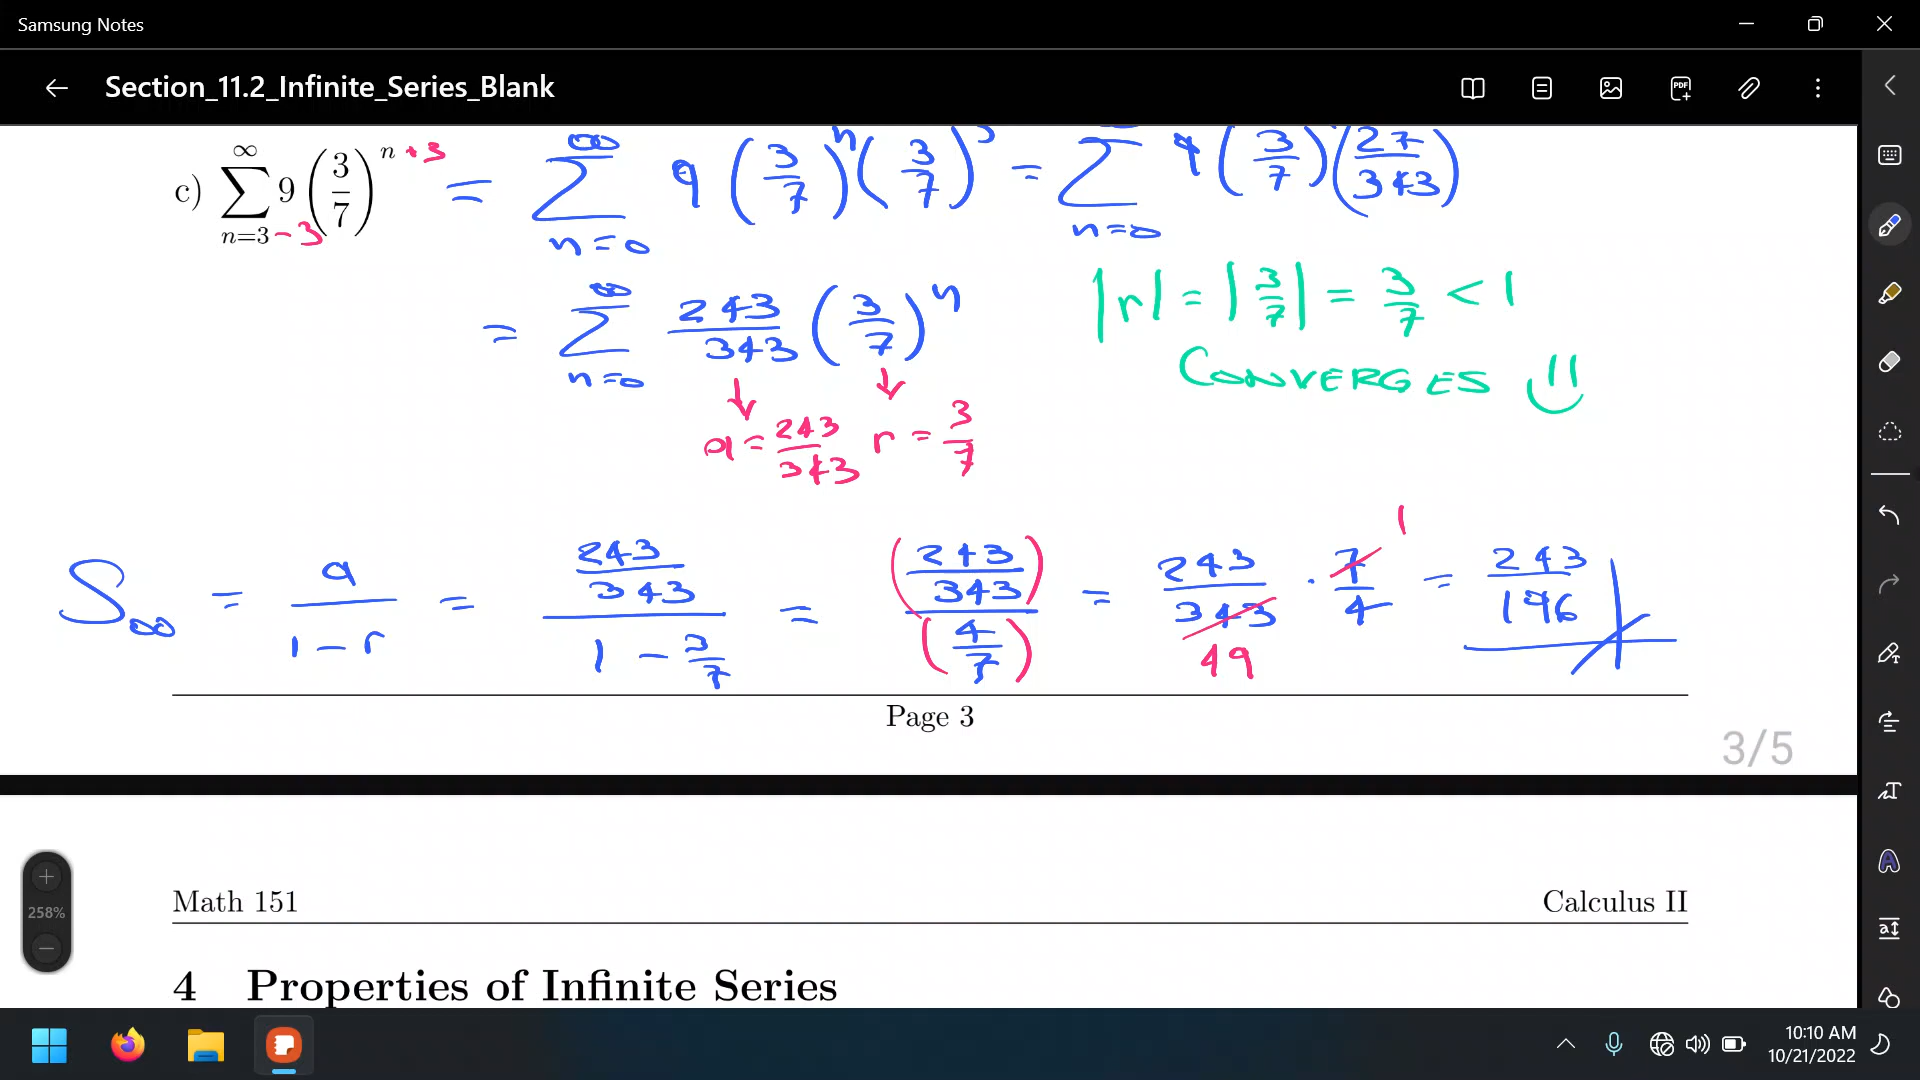 Samsung Notes
Section_11.2_Infinite_Series_Blank
c) ∞ ∑ n=3 -3 9 (3/7)^n +3 = ∞ ∑ n=0 9 (3/7)^n (3/7)^3 = ∑ n=0 9 (3/7) (27/343)
= ∞ ∑ n=0 243/343 (3/7)^n
|r| = |3/7| = 3/7 < 1
CONVERGES
a = 243/343 r = 3/7
S∞ = a/(1-r) = (243/343)/(1 - 3/7) = (243/343)/(4/7) = 243/343 · 7/4 = 243/196
1
49
Page 3
3/5
Math 151 Calculus II
258%
4 Properties of Infinite Series
10:10 AM
10/21/2022